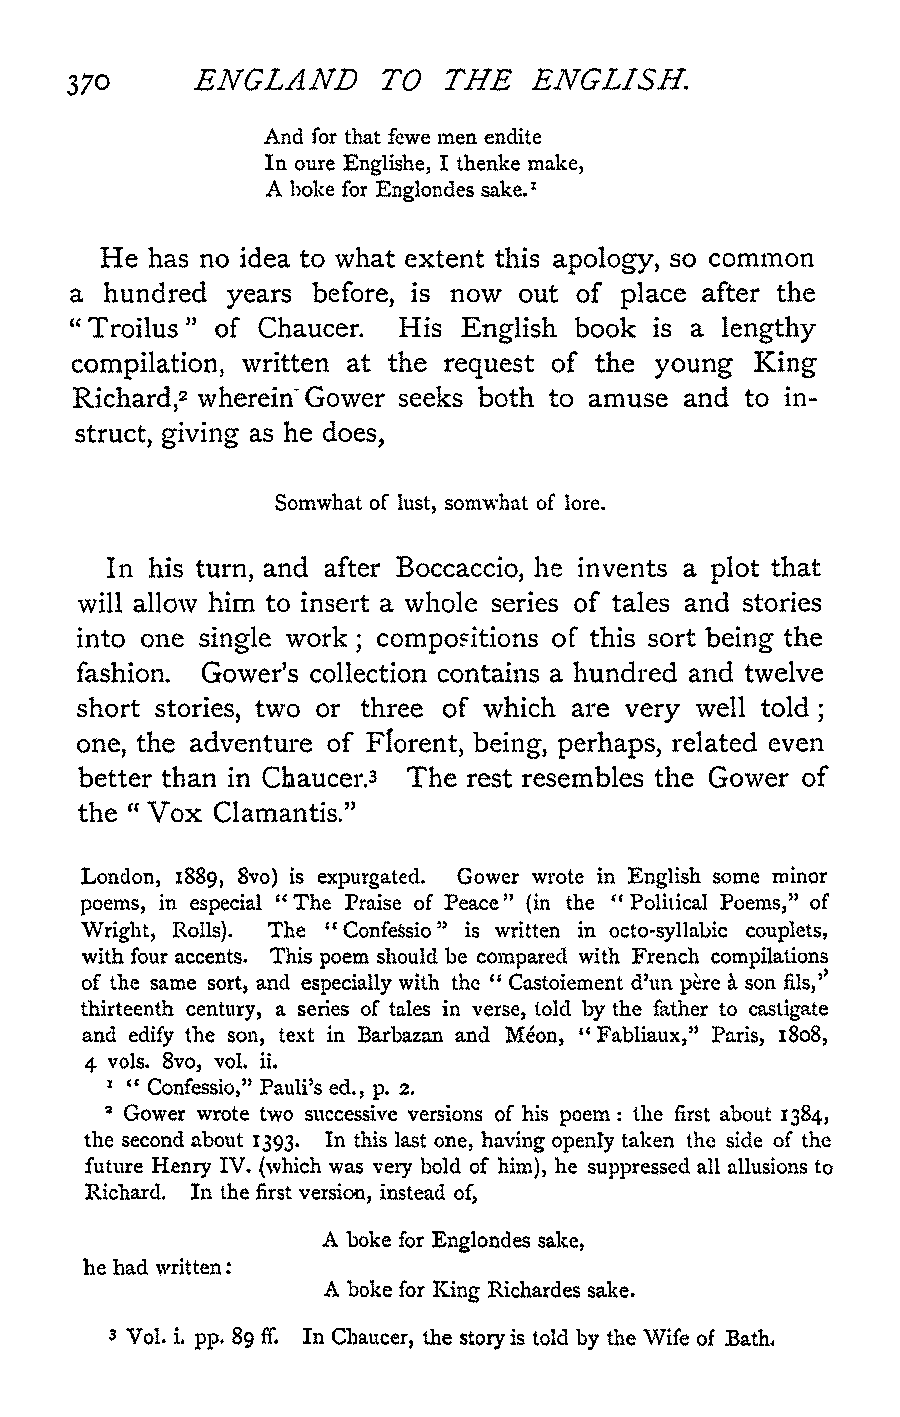 370 ENGLAND TO THE ENGLISH.
And for that fewe men endite
In oure Englishe, I thenke make,
A boke for Englondes sake.¹
He has no idea to what extent this apology, so common
a hundred years before, is now out of place after the
“Troilus” of Chaucer. His English book is a lengthy
compilation, written at the request of the young King
Richard,² wherein Gower seeks both to amuse and to in-
struct, giving as he does,
Somwhat of lust, somwhat of lore.
In his turn, and after Boccaccio, he invents a plot that
will allow him to insert a whole series of tales and stories
into one single work ; compositions of this sort being the
fashion. Gower’s collection contains a hundred and twelve
short stories, two or three of which are very well told ;
one, the adventure of Florent, being, perhaps, related even
better than in Chaucer.³ The rest resembles the Gower of
the “Vox Clamantis.”
London, 1889, 8vo) is expurgated. Gower wrote in English some minor
poems, in especial “The Praise of Peace” (in the “Political Poems,” of
Wright, Rolls). The “Confessio” is written in octo-syllabic couplets,
with four accents. This poem should be compared with French compilations
of the same sort, and especially with the “Castoiement d’un père à son fils,”
thirteenth century, a series of tales in verse, told by the father to castigate
and edify the son, text in Barbazan and Méon, “Fabliaux,” Paris, 1808,
4 vols. 8vo, vol. ii.
¹ “Confessio,” Pauli’s ed., p. 2.
² Gower wrote two successive versions of his poem : the first about 1384,
the second about 1393. In this last one, having openly taken the side of the
future Henry IV. (which was very bold of him), he suppressed all allusions to
Richard. In the first version, instead of,
A boke for Englondes sake,
he had written :
A boke for King Richardes sake.
³ Vol. i. pp. 89 ff. In Chaucer, the story is told by the Wife of Bath.